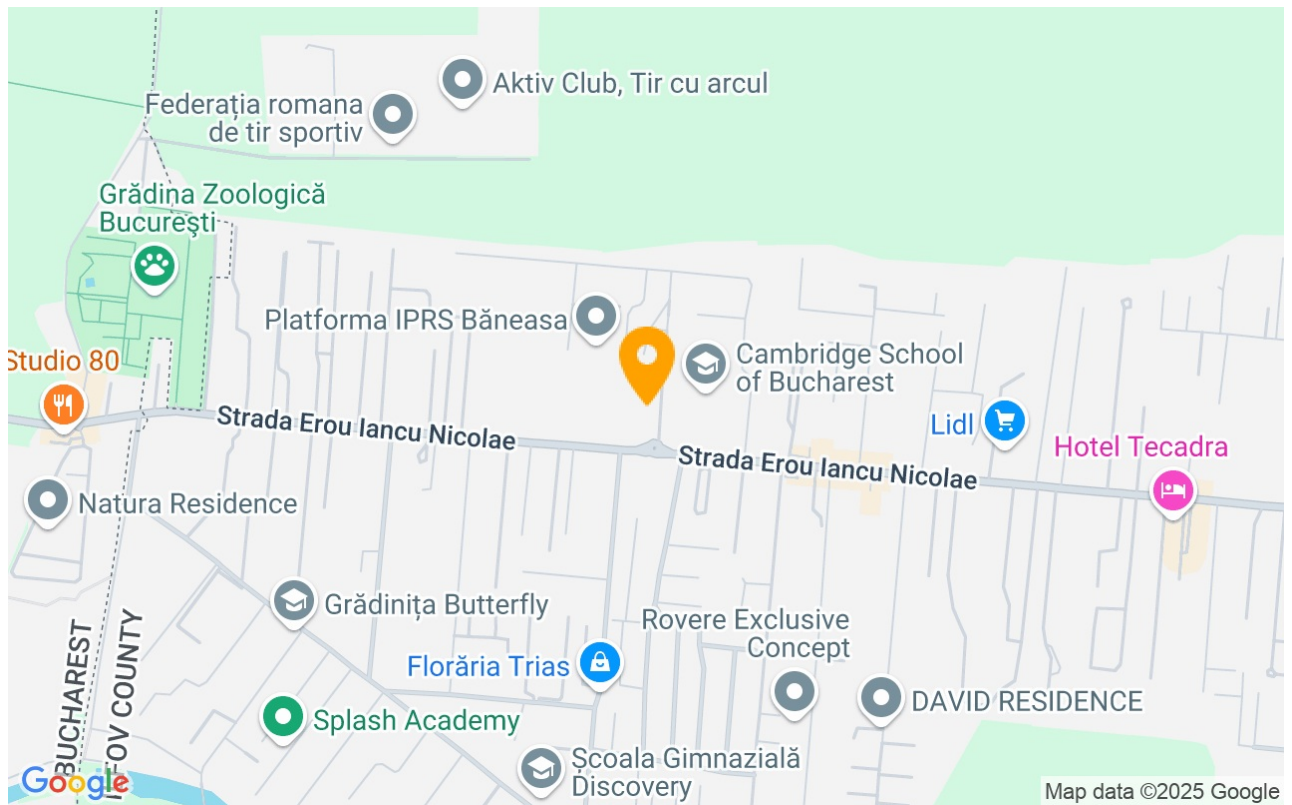 Aktiv Club, Tir cu arcul
Federația romana
de tir sportiv
Grădina Zoologică
București
Platforma IPRS Băneasa
Studio 80
Cambridge School
of Bucharest
Strada Erou Iancu Nicolae
Lidl
Hotel Tecadra
Strada Erou Iancu Nicolae
Natura Residence
Grădinița Butterfly
Rovere Exclusive
Concept
Florăria Trias
BUCHAREST
ILFOV COUNTY
DAVID RESIDENCE
Splash Academy
Școala Gimnazială
Discovery
Google
Map data ©2025 Google